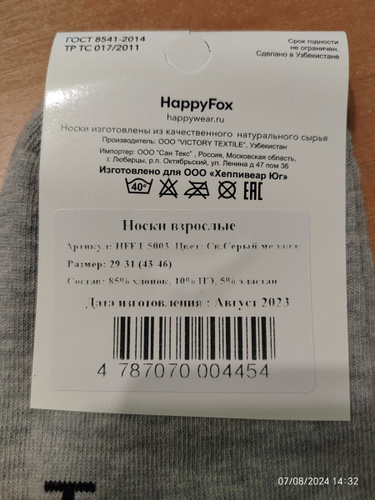 ГОСТ 8541-2014
ТР ТС 017/2011
Срок годности
не ограничен.
Сделано в Узбекистане
HappyFox
happywear.ru
Носки изготовлены из качественного натурального сырья
Производитель: ООО "VICTORY TEXTILE", Узбекистан
Импортер: ООО "Сан Текс" , Россия, Московская область,
г. Люберцы, р.п. Октябрьский, ул. Ленина д 47 пом 36
Изготовлено для ООО «Хеппивеар Юг»
40° EAC
Носки взрослые
Артикул: HFET 5003, Цвет: Св.Серый меланж
Размер: 29-31 (43-46)
Состав: 85% хлопок, 10% ПЭ, 5% эластан
Дата изготовления : Август 2023
4 787070 004454
07/08/2024 14:32